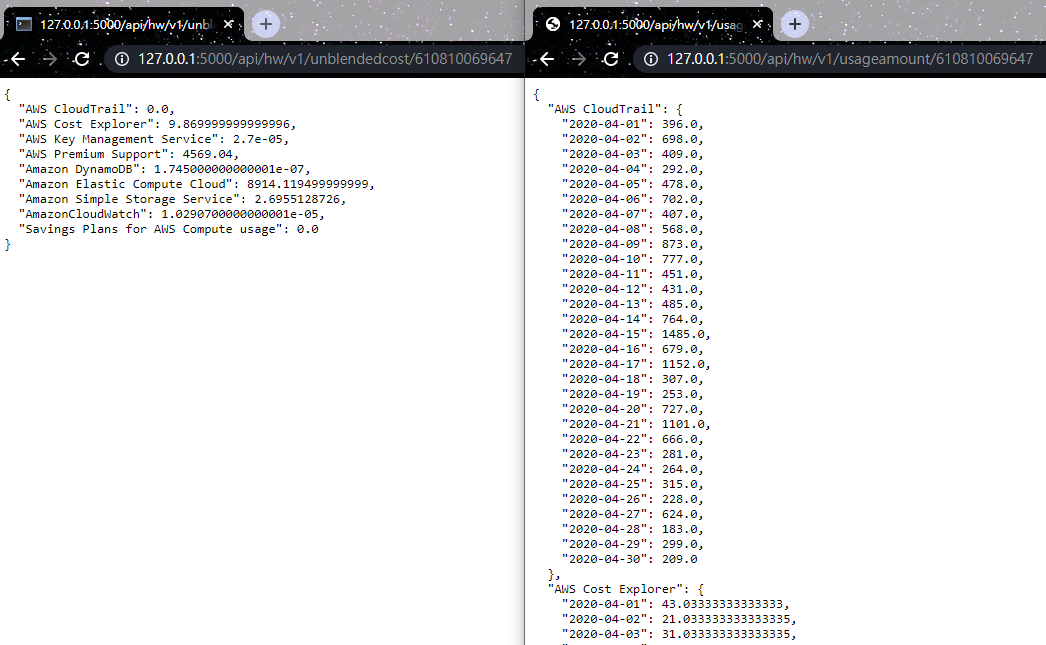 127.0.0.1:5000/api/hw/v1/unbl
127.0.0.1:5000/api/hw/v1/unblendedcost/610810069647
{
"AWS CloudTrail": 0.0,
"AWS Cost Explorer": 9.869999999999996,
"AWS Key Management Service": 2.7e-05,
"AWS Premium Support": 4569.04,
"Amazon DynamoDB": 1.745000000000001e-07,
"Amazon Elastic Compute Cloud": 8914.119499999999,
"Amazon Simple Storage Service": 2.6955128726,
"AmazonCloudWatch": 1.0290700000000001e-05,
"Savings Plans for AWS Compute usage": 0.0
}
127.0.0.1:5000/api/hw/v1/usag
127.0.0.1:5000/api/hw/v1/usageamount/610810069647
{
"AWS CloudTrail": {
"2020-04-01": 396.0,
"2020-04-02": 698.0,
"2020-04-03": 409.0,
"2020-04-04": 292.0,
"2020-04-05": 478.0,
"2020-04-06": 702.0,
"2020-04-07": 407.0,
"2020-04-08": 568.0,
"2020-04-09": 873.0,
"2020-04-10": 777.0,
"2020-04-11": 451.0,
"2020-04-12": 431.0,
"2020-04-13": 485.0,
"2020-04-14": 764.0,
"2020-04-15": 1485.0,
"2020-04-16": 679.0,
"2020-04-17": 1152.0,
"2020-04-18": 307.0,
"2020-04-19": 253.0,
"2020-04-20": 727.0,
"2020-04-21": 1101.0,
"2020-04-22": 666.0,
"2020-04-23": 281.0,
"2020-04-24": 264.0,
"2020-04-25": 315.0,
"2020-04-26": 228.0,
"2020-04-27": 624.0,
"2020-04-28": 183.0,
"2020-04-29": 299.0,
"2020-04-30": 209.0
},
"AWS Cost Explorer": {
"2020-04-01": 43.03333333333333,
"2020-04-02": 21.033333333333335,
"2020-04-03": 31.033333333333335,